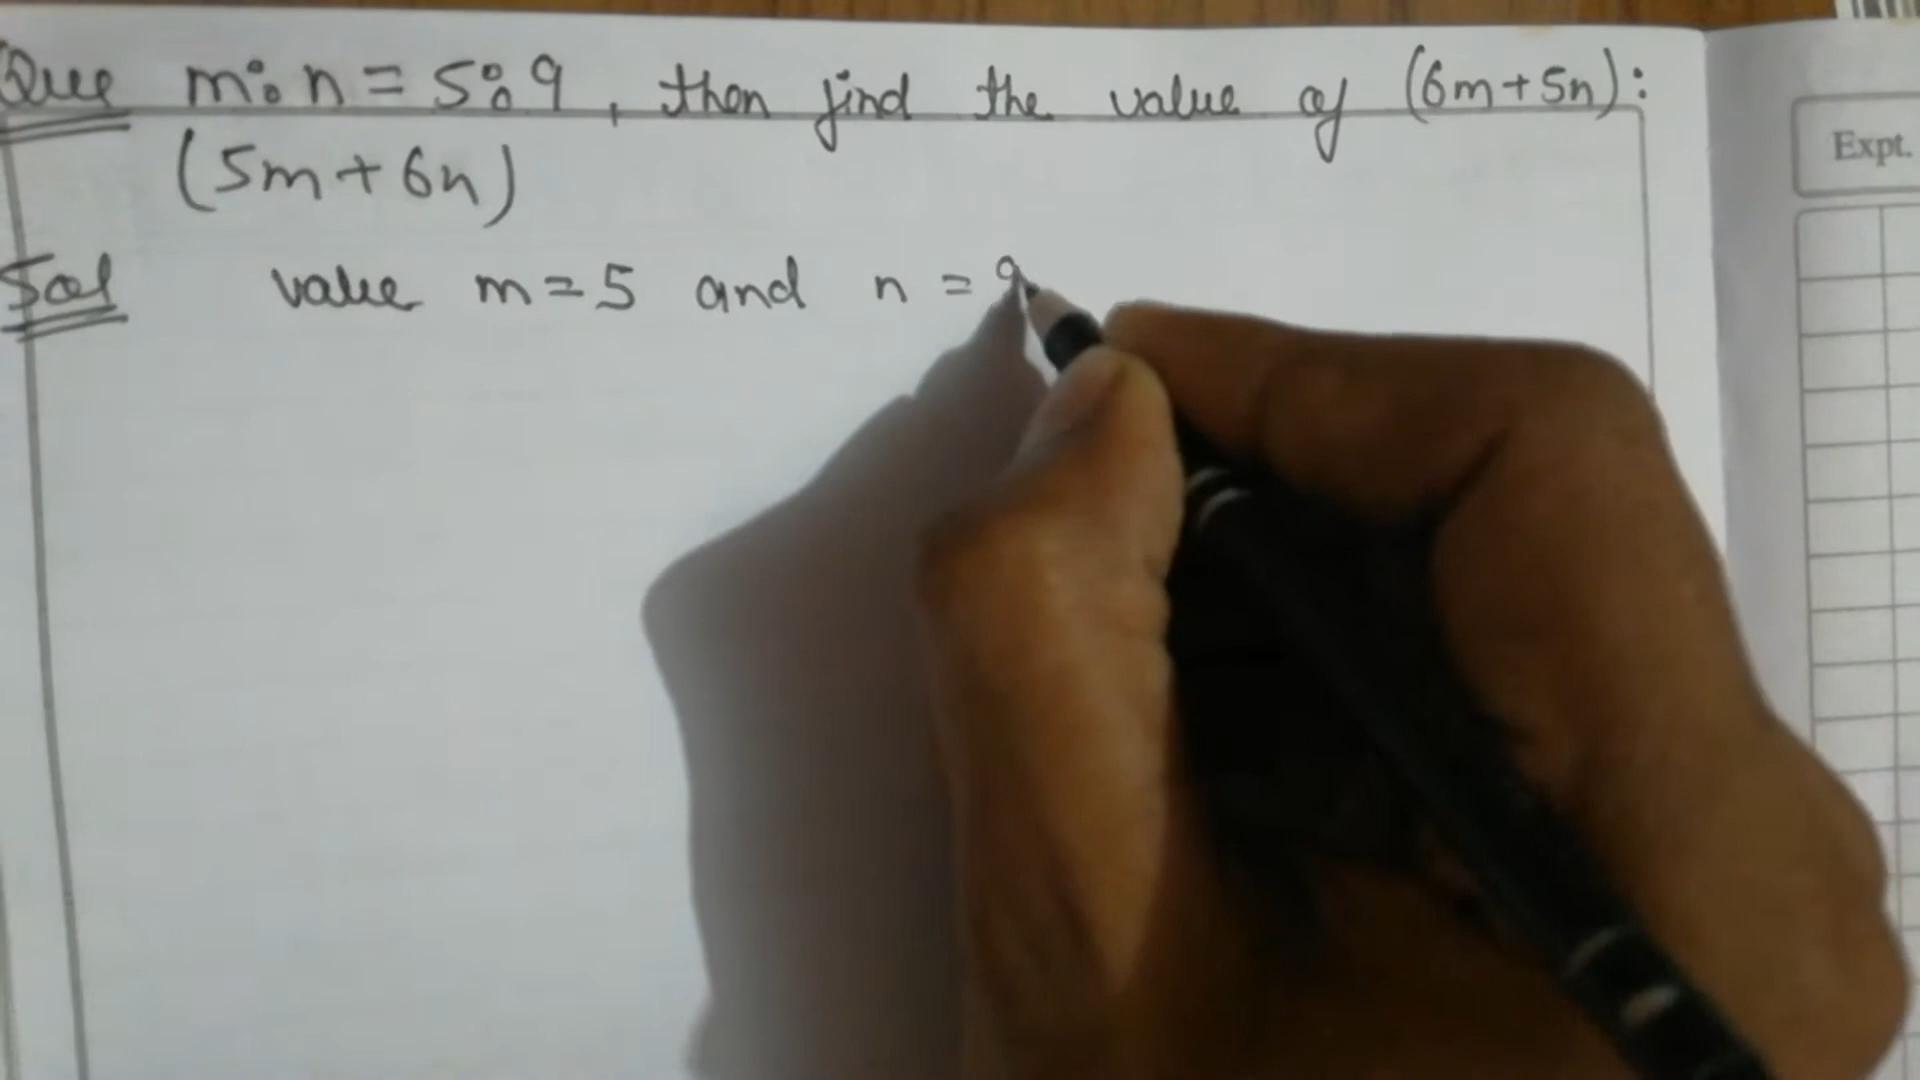 Que m:n = 5:9, then find the value of (6m+5n):
(5m+6n)
Sol value m=5 and n=9
Expt.